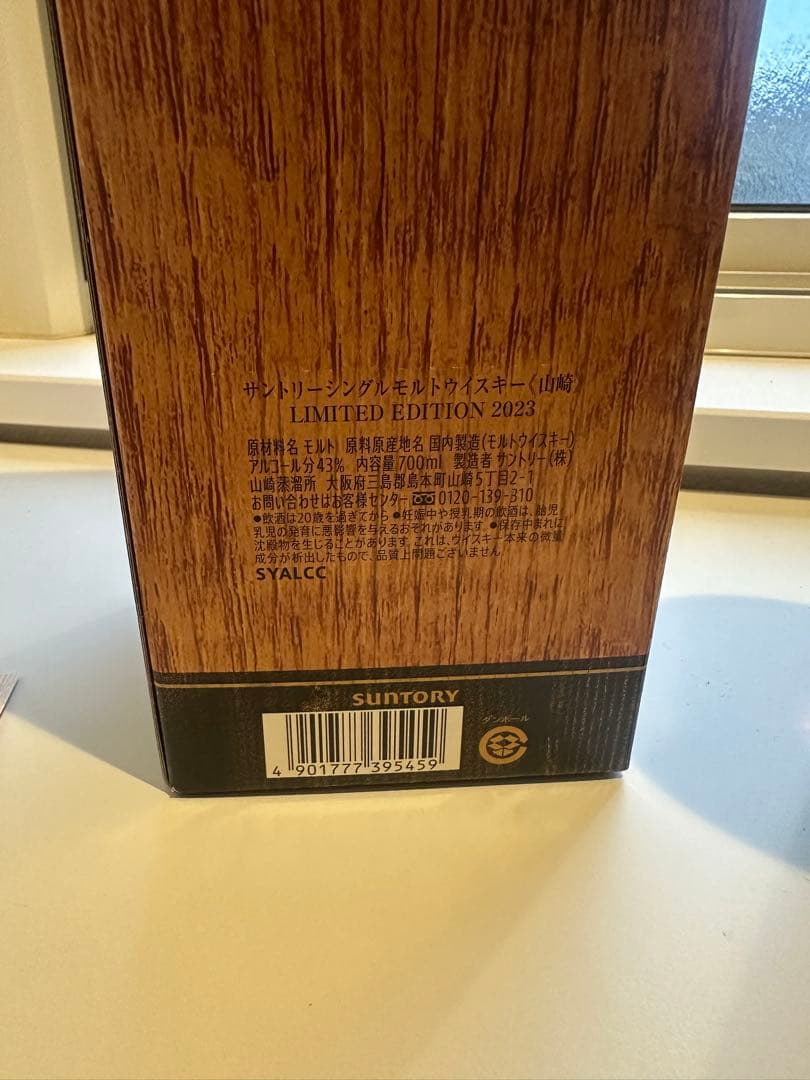 サントリーシングルモルトウイスキー〈山崎〉
LIMITED EDITION 2023
原材料名 モルト 原料原産地名 国内製造(モルトウイスキー)
アルコール分43% 内容量700ml 製造者 サントリー(株)
山崎蒸溜所 大阪府三島郡島本町山崎5丁目2-1
お問い合わせはお客様センター 0120-139-310
●飲酒は20歳を過ぎてから ●妊娠中や授乳期の飲酒は、胎児・
乳児の発育に悪影響を与えるおそれがあります。●保存中まれに
沈殿物を生じることがあります。これは、ウイスキー本来の微量
成分が析出したもので、品質上問題ございません。
SYALCC
SUNTORY
ダンボール
4 901777 395459